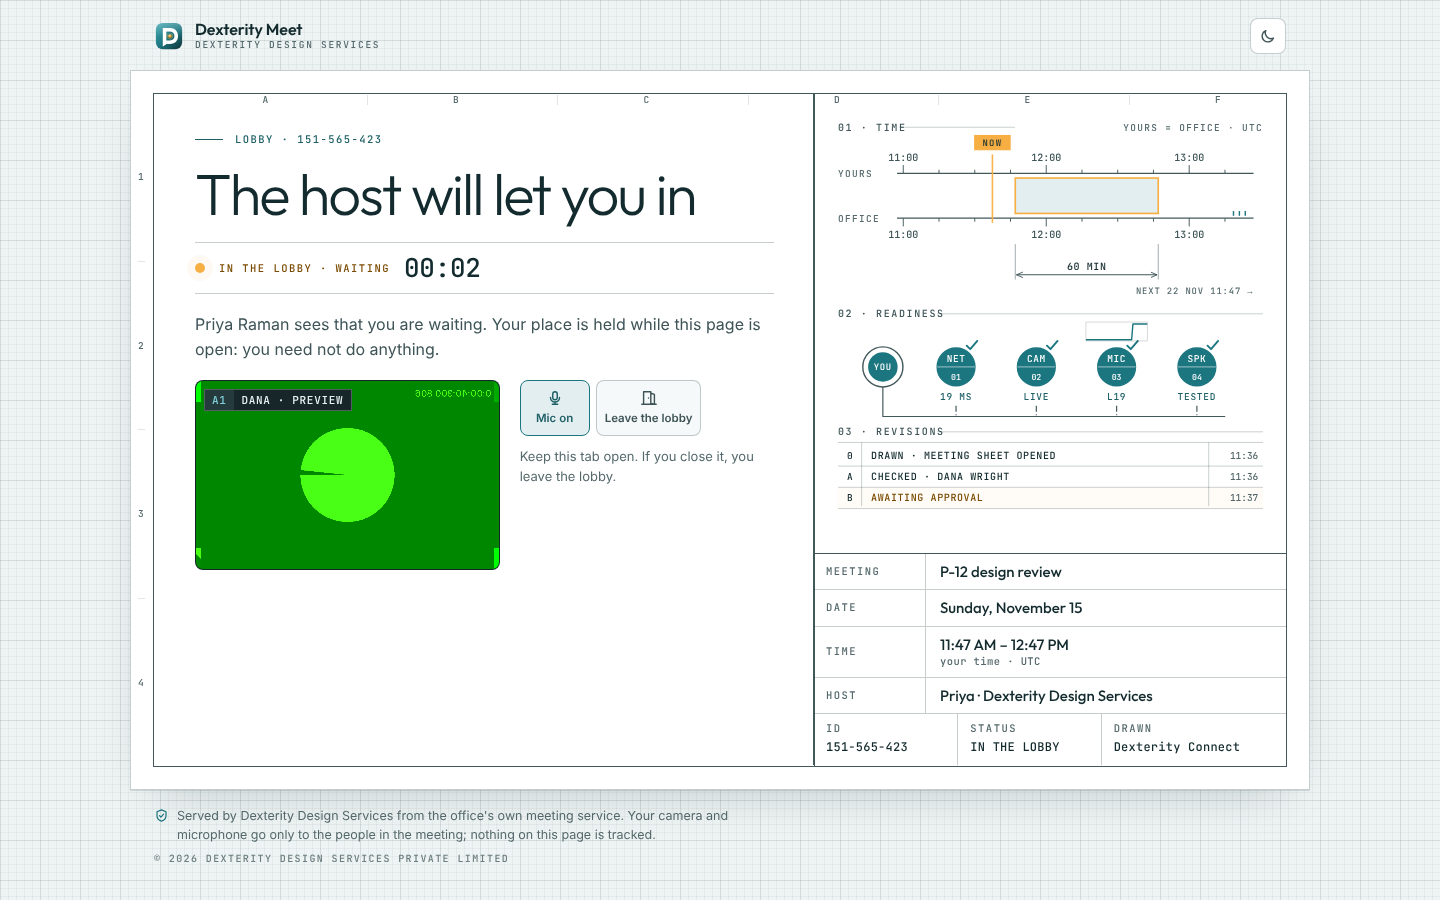 Dexterity Meet
DEXTERITY DESIGN SERVICES
A B C D E F
1
2
3
4
LOBBY · 151-565-423
The host will let you in
IN THE LOBBY · WAITING 00:02
Priya Raman sees that you are waiting. Your place is held while this page is
open: you need not do anything.
A1 DANA · PREVIEW
Mic on
Leave the lobby
Keep this tab open. If you close it, you
leave the lobby.
01 · TIME
YOURS = OFFICE · UTC
NOW
11:00 12:00 13:00
YOURS
OFFICE
11:00 12:00 13:00
60 MIN
NEXT 22 NOV 11:47 →
02 · READINESS
YOU
NET 01
CAM 02
MIC 03
SPK 04
19 MS
LIVE
L19
TESTED
03 · REVISIONS
0 DRAWN · MEETING SHEET OPENED 11:36
A CHECKED · DANA WRIGHT 11:36
B AWAITING APPROVAL 11:37
MEETING P-12 design review
DATE Sunday, November 15
TIME 11:47 AM – 12:47 PM
your time · UTC
HOST Priya · Dexterity Design Services
ID
151-565-423
STATUS
IN THE LOBBY
DRAWN
Dexterity Connect
Served by Dexterity Design Services from the office's own meeting service. Your camera and
microphone go only to the people in the meeting; nothing on this page is tracked.
© 2026 DEXTERITY DESIGN SERVICES PRIVATE LIMITED